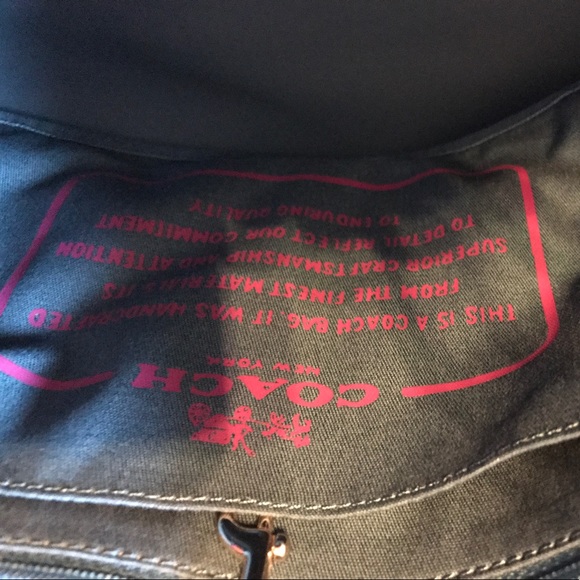 COACH
NEW YORK
THIS IS A COACH BAG. IT WAS HANDCRAFTED
FROM THE FINEST MATERIALS. ITS
SUPERIOR CRAFTSMANSHIP AND ATTENTION
TO DETAIL REFLECT OUR COMMITMENT
TO ENDURING QUALITY